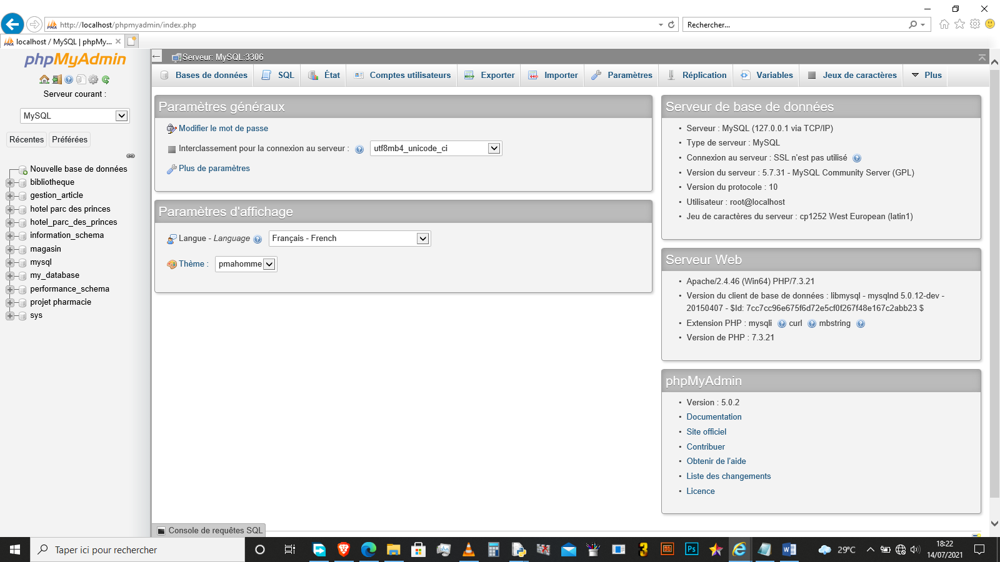 http://localhost/phpmyadmin/index.php
Rechercher...
localhost / MySQL | phpMy...
phpMyAdmin
Serveur courant :
MySQL
Récentes
Préférées
Nouvelle base de données
bibliotheque
gestion_article
hotel parc des princes
hotel_parc_des_princes
information_schema
magasin
mysql
my_database
performance_schema
projet pharmacie
sys
Serveur: MySQL:3306
Bases de données
SQL
État
Comptes utilisateurs
Exporter
Importer
Paramètres
Réplication
Variables
Jeux de caractères
Plus
Paramètres généraux
Modifier le mot de passe
Interclassement pour la connexion au serveur :
utf8mb4_unicode_ci
Plus de paramètres
Paramètres d'affichage
Langue - Language
Français - French
Thème :
pmahomme
Serveur de base de données
• Serveur : MySQL (127.0.0.1 via TCP/IP)
• Type de serveur : MySQL
• Connexion au serveur : SSL n'est pas utilisé
• Version du serveur : 5.7.31 - MySQL Community Server (GPL)
• Version du protocole : 10
• Utilisateur : root@localhost
• Jeu de caractères du serveur : cp1252 West European (latin1)
Serveur Web
• Apache/2.4.46 (Win64) PHP/7.3.21
• Version du client de base de données : libmysql - mysqlnd 5.0.12-dev -
20150407 - $Id: 7cc7cc96e675f6d72e5cf0f267f48e167c2abb23 $
• Extension PHP : mysqli curl mbstring
• Version de PHP : 7.3.21
phpMyAdmin
• Version : 5.0.2
• Documentation
• Site officiel
• Contribuer
• Obtenir de l'aide
• Liste des changements
• Licence
Console de requêtes SQL
Taper ici pour rechercher
29°C
18:22
14/07/2021